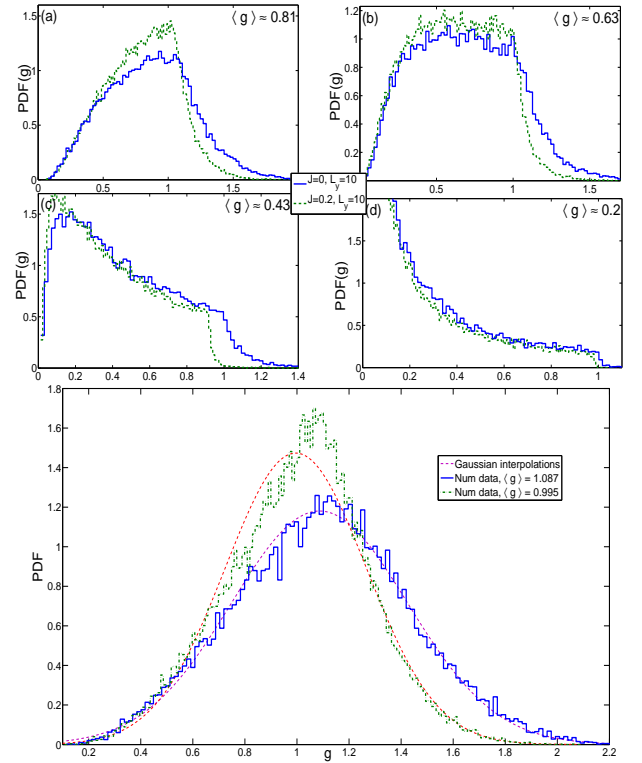 (a)
⟨ g ⟩ ≈ 0.81
PDF(g)
1.5
1
0.5
0
0 0.5 1 1.5
(b)
⟨ g ⟩ ≈ 0.63
PDF(g)
1.2
1
0.8
0.6
0.4
0.2
0 0.5 1 1.5
J=0, L_y=10
J=0.2, L_y=10
(c)
⟨ g ⟩ ≈ 0.43
PDF(g)
1.5
1
0.5
0
0 0.2 0.4 0.6 0.8 1 1.2 1.4
(d)
⟨ g ⟩ ≈ 0.2
PDF(g)
2
1.5
1
0.5
0
0 0.2 0.4 0.6 0.8 1
PDF
1.8
1.6
1.4
1.2
1
0.8
0.6
0.4
0.2
0
0.2 0.4 0.6 0.8 1 1.2 1.4 1.6 1.8 2.0 2.2
g
Gaussian interpolations
Num data, ⟨ g ⟩ = 1.087
Num data, ⟨ g ⟩ = 0.995